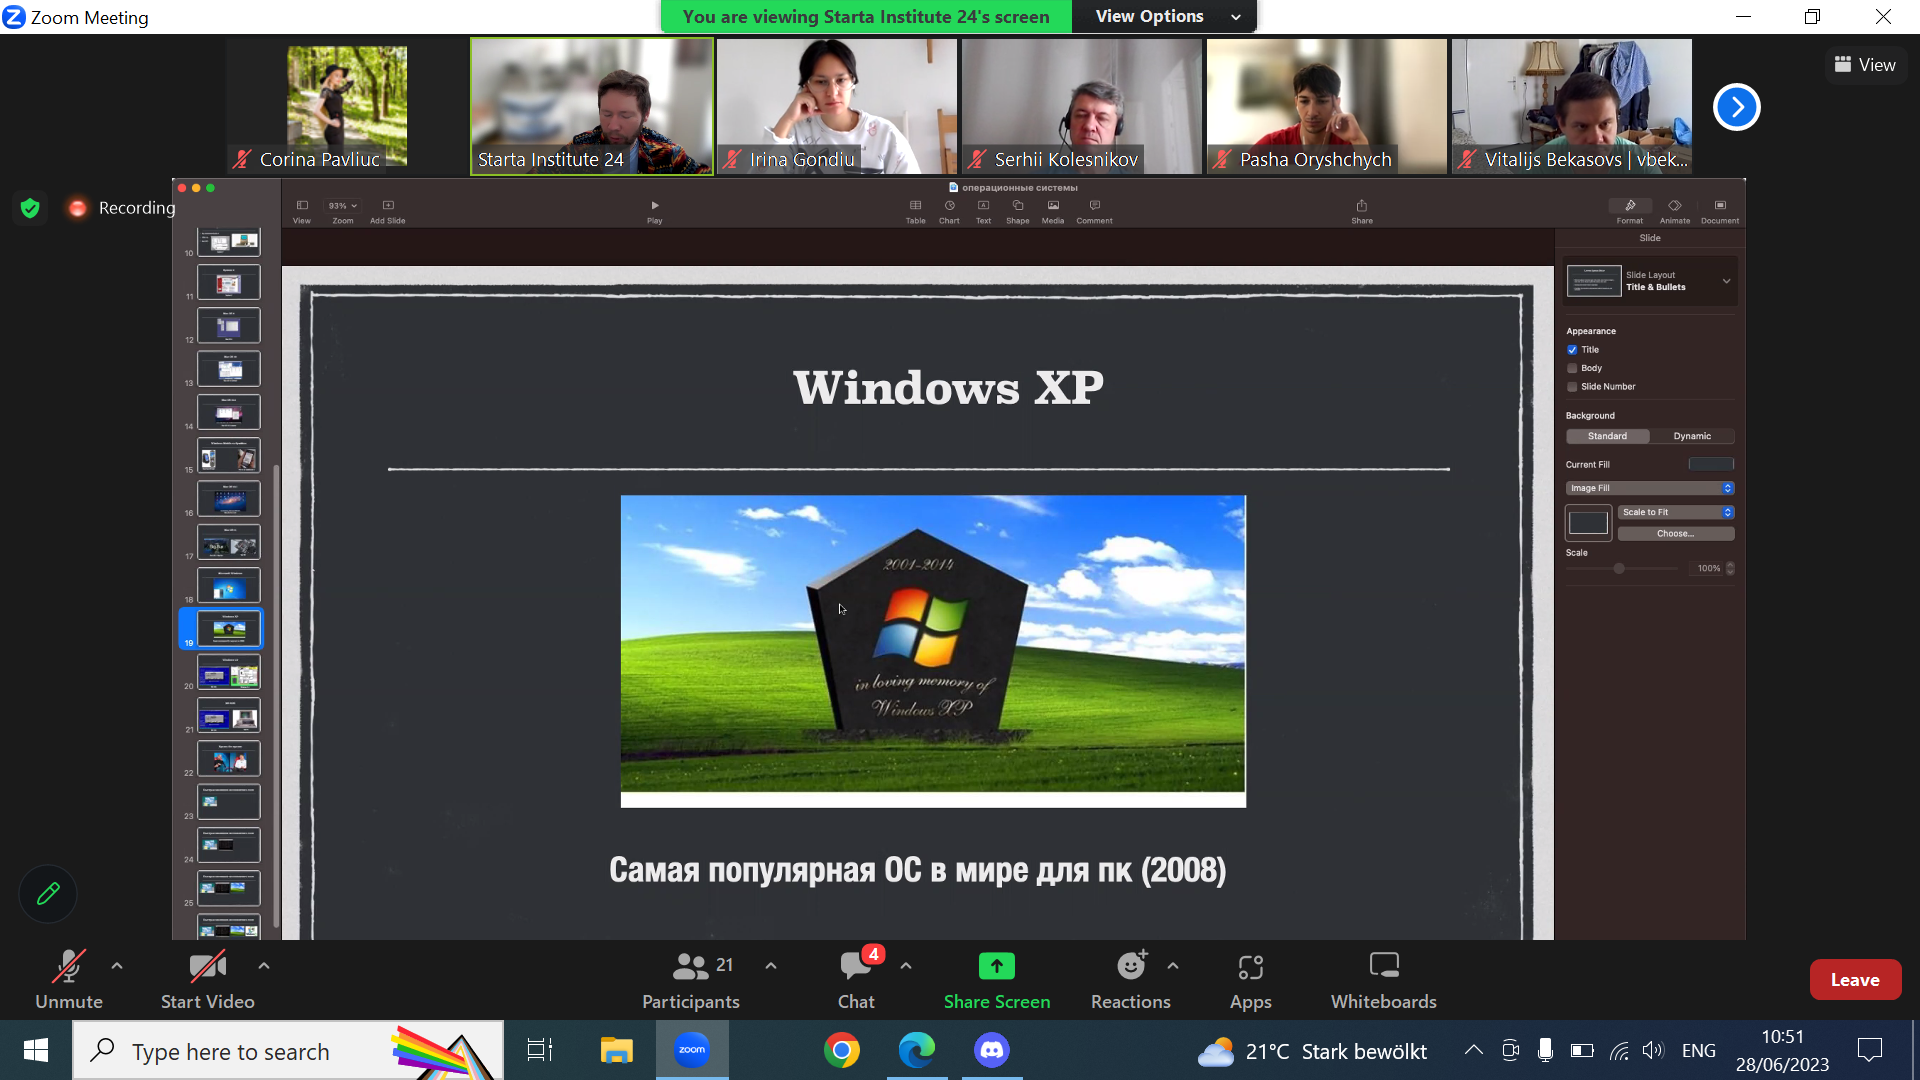 Zoom Meeting
You are viewing Starta Institute 24's screen
View Options
View
Corina Pavliuc
Starta Institute 24
Irina Gondiu
Serhii Kolesnikov
Pasha Oryshchych
Vitalijs Bekasovs | vbek...
Recording
операционные системы
93%
View
Zoom
Add Slide
Play
Table
Chart
Text
Shape
Media
Comment
Share
Format
Animate
Document
10
11
12
13
14
15
16
17
18
19
20
21
22
23
24
25
Windows XP
2001-2014
in loving memory of
Windows XP
Самая популярная ОС в мире для пк (2008)
Slide
Slide Layout
Title & Bullets
Appearance
Title
Body
Slide Number
Background
Standard
Dynamic
Current Fill
Image Fill
Scale to Fit
Choose...
Scale
100%
Unmute
Start Video
21
Participants
4
Chat
Share Screen
Reactions
Apps
Whiteboards
Leave
Type here to search
zoom
21°C Stark bewölkt
ENG
10:51
28/06/2023